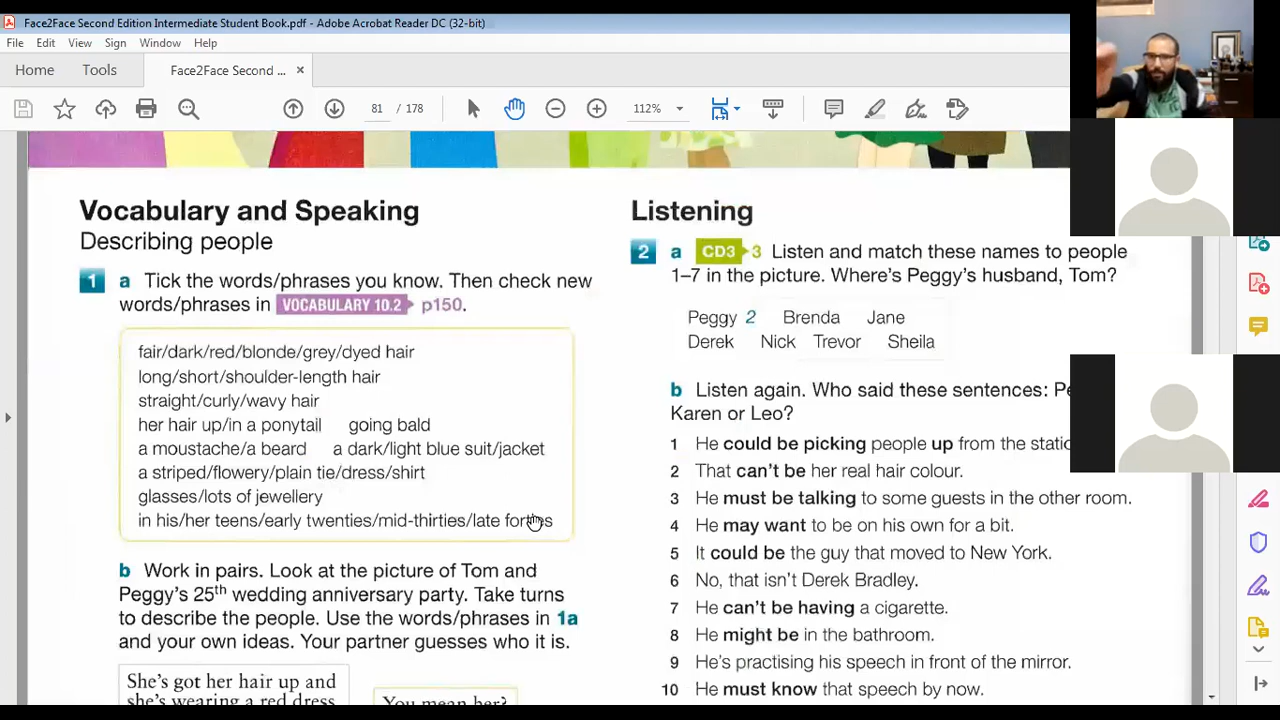 Face2Face Second Edition Intermediate Student Book.pdf - Adobe Acrobat Reader DC (32-bit)
File Edit View Sign Window Help
Home Tools Face2Face Second ... ×
81 / 178 112%
Vocabulary and Speaking
Describing people
1 a Tick the words/phrases you know. Then check new
words/phrases in VOCABULARY 10.2 p150.
fair/dark/red/blonde/grey/dyed hair
long/short/shoulder-length hair
straight/curly/wavy hair
her hair up/in a ponytail going bald
a moustache/a beard a dark/light blue suit/jacket
a striped/flowery/plain tie/dress/shirt
glasses/lots of jewellery
in his/her teens/early twenties/mid-thirties/late forties
b Work in pairs. Look at the picture of Tom and
Peggy's 25th wedding anniversary party. Take turns
to describe the people. Use the words/phrases in 1a
and your own ideas. Your partner guesses who it is.
She's got her hair up and
she's wearing a red dress
You mean her?
Listening
2 a CD3 3 Listen and match these names to people
1–7 in the picture. Where's Peggy's husband, Tom?
Peggy 2 Brenda Jane
Derek Nick Trevor Sheila
b Listen again. Who said these sentences:
Karen or Leo?
1 He could be picking people up from the
2 That can't be her real hair colour.
3 He must be talking to some guests in the other room.
4 He may want to be on his own for a bit.
5 It could be the guy that moved to New York.
6 No, that isn't Derek Bradley.
7 He can't be having a cigarette.
8 He might be in the bathroom.
9 He's practising his speech in front of the mirror.
10 He must know that speech by now.